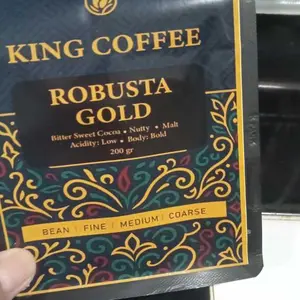 KING COFFEE
ROBUSTA
GOLD
Bitter Sweet Cocoa • Nutty • Malt
Acidity: Low • Body: Bold
200 gr
BEAN | FINE | MEDIUM | COARSE